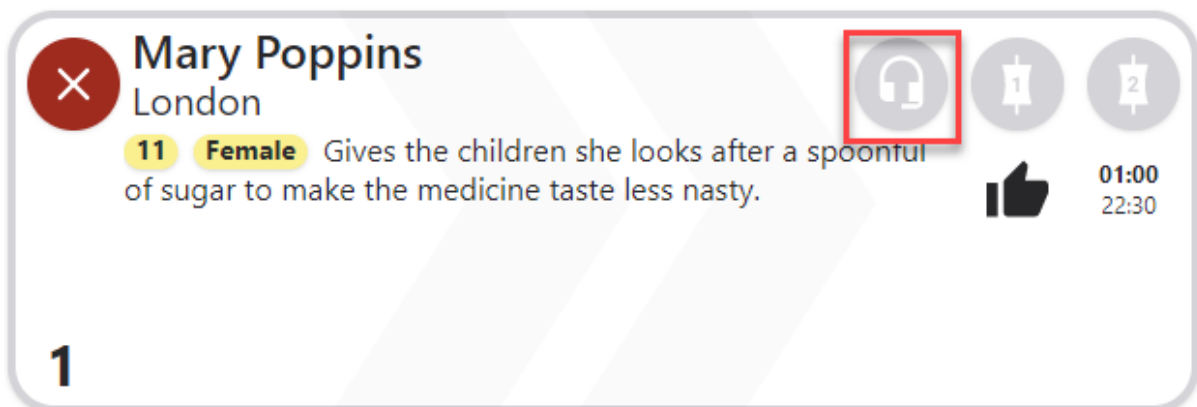 Mary Poppins
London
11 Female Gives the children she looks after a spoonful
of sugar to make the medicine taste less nasty.
1
2
01:00
22:30
1